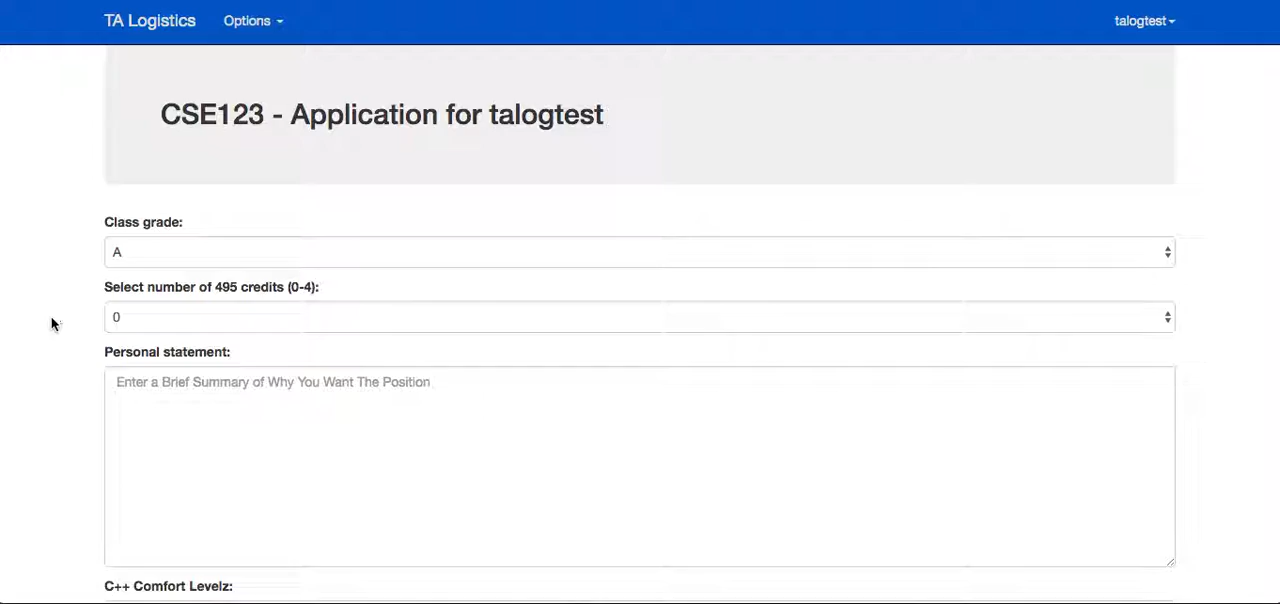 TA Logistics Options talogtest
CSE123 - Application for talogtest
Class grade:
A
Select number of 495 credits (0-4):
0
Personal statement:
Enter a Brief Summary of Why You Want The Position
C++ Comfort Levelz: